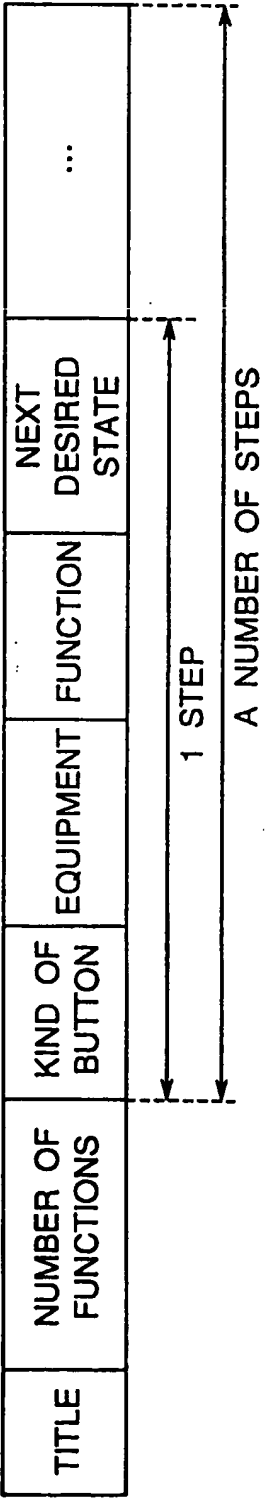 TITLE
NUMBER OF
FUNCTIONS
KIND OF
BUTTON
EQUIPMENT
FUNCTION
NEXT
DESIRED
STATE
...
1 STEP
A NUMBER OF STEPS